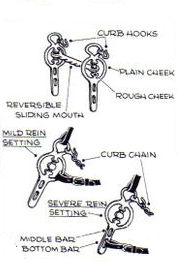 CURB HOOKS
PLAIN CHEEK
ROUGH CHEEK
REVERSIBLE
SLIDING MOUTH
MILD REIN
SETTING
CURB CHAIN
SEVERE REIN
SETTING
MIDDLE BAR
BOTTOM BAR